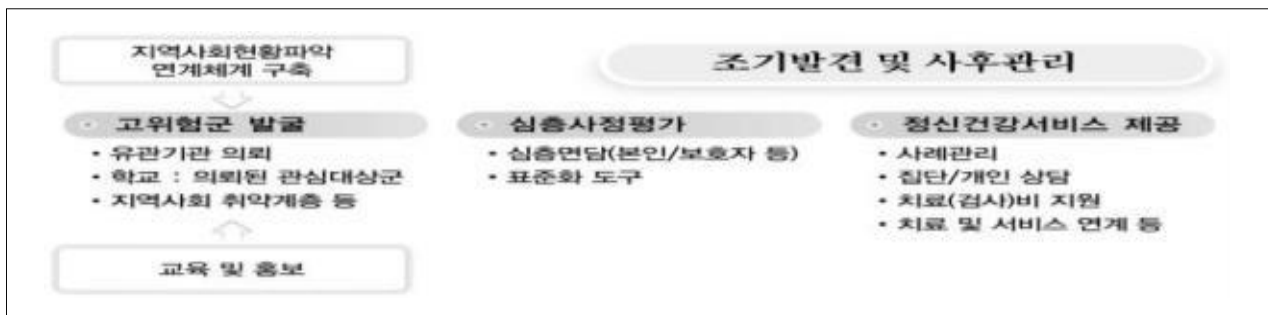 지역사회현황파악
연계체계 구축
조기발견 및 사후관리
고위험군 발굴
• 유관기관 의뢰
• 학교 : 의뢰된 관심대상군
• 지역사회 취약계층 등
교육 및 홍보
심층사정평가
• 심층면담(본인/보호자 등)
• 표준화 도구
정신건강서비스 제공
• 사례관리
• 집단/개인 상담
• 치료(검사)비 지원
• 치료 및 서비스 연계 등